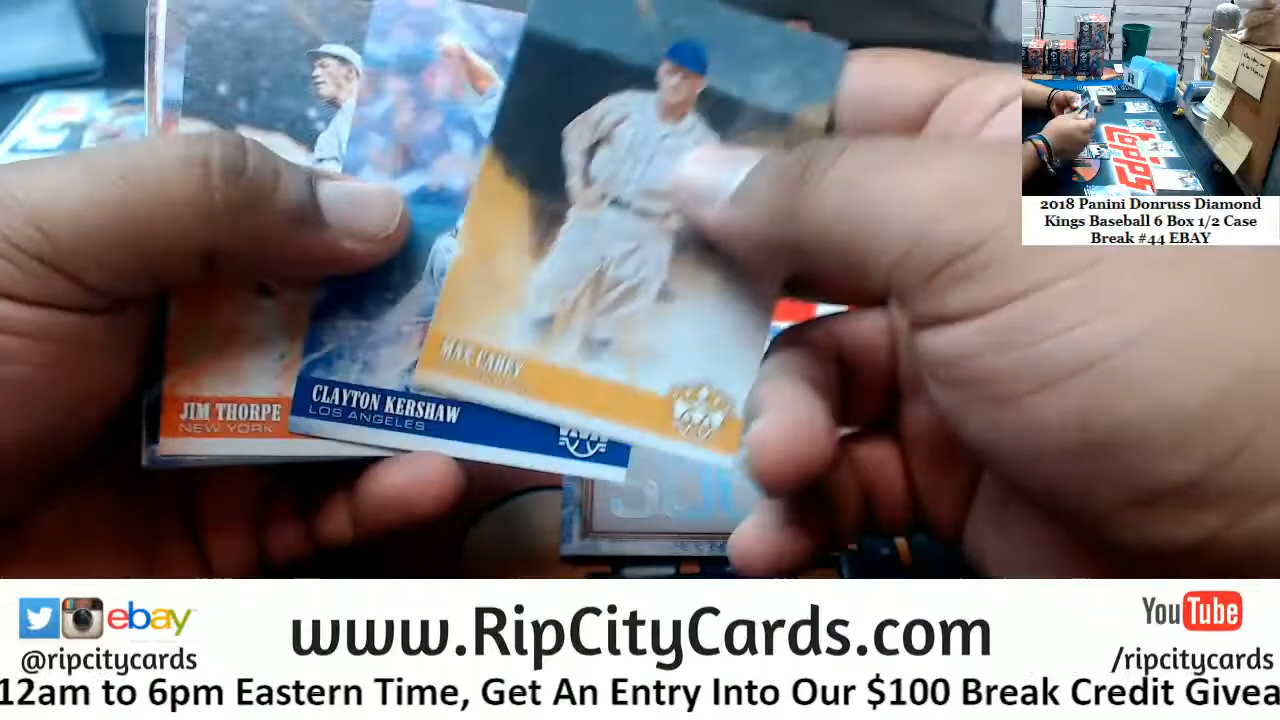 JIM THORPE
NEW YORK
CLAYTON KERSHAW
LOS ANGELES
MAX CAREY
topps
2018 Panini Donruss Diamond
Kings Baseball 6 Box 1/2 Case
Break #44 EBAY
ebay
@ripcitycards
www.RipCityCards.com
YouTube
/ripcitycards
12am to 6pm Eastern Time, Get An Entry Into Our $100 Break Credit Givea